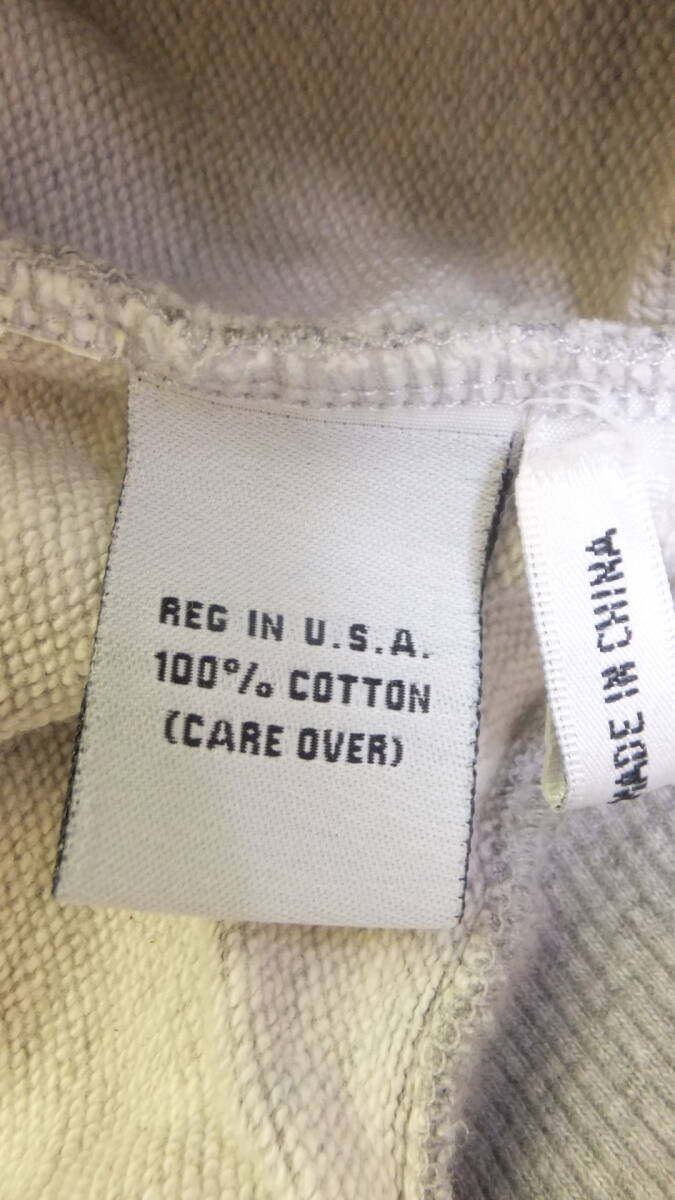 REG IN U.S.A.
100% COTTON
(CARE OVER)
MADE IN CHINA